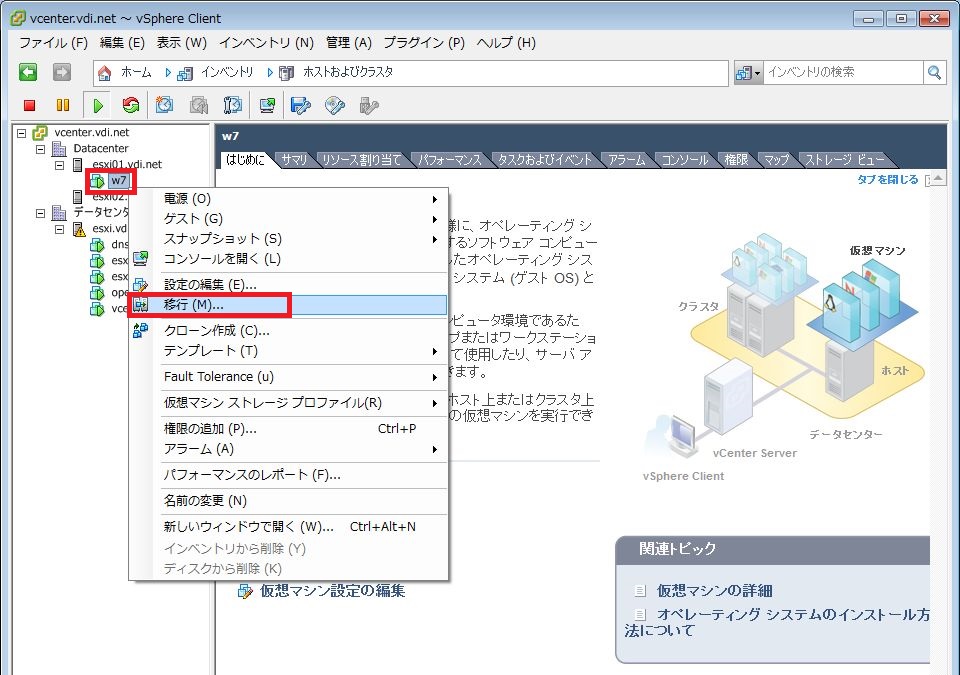 vcenter.vdi.net ～ vSphere Client
ファイル (F) 編集 (E) 表示 (W) インベントリ (N) 管理 (A) プラグイン (P) ヘルプ (H)
ホーム インベントリ ホストおよびクラスタ インベントリの検索
vcenter.vdi.net
Datacenter
esxi01.vdi.net
w7
esxi02.
データセンタ
esxi.vd
dns
esx
esx
ope
vce
w7
はじめに サマリ リソース割り当て パフォーマンス タスクおよびイベント アラーム コンソール 権限 マップ ストレージ ビュー
タブを閉じる
電源 (O)
ゲスト (G)
スナップショット (S)
コンソールを開く (L)
設定の編集 (E)...
移行 (M)...
クローン作成 (C)...
テンプレート (T)
Fault Tolerance (u)
仮想マシン ストレージ プロファイル(R)
権限の追加 (P)... Ctrl+P
アラーム (A)
パフォーマンスのレポート (F)...
名前の変更 (N)
新しいウィンドウで開く (W)... Ctrl+Alt+N
インベントリから削除 (Y)
ディスクから削除 (K)
様に、オペレーティング シ
するソフトウェア コンピュー
したオペレーティング シス
システム (ゲスト OS) と
ンピュータ環境であるた
プまたはワークステーショ
て使用したり、サーバ ア
きます。
ホスト上またはクラスタ上
の仮想マシンを実行でき
仮想マシン設定の編集
仮想マシン
クラスタ
ホスト
データセンター
vCenter Server
vSphere Client
関連トピック
仮想マシンの詳細
オペレーティング システムのインストール方
法について